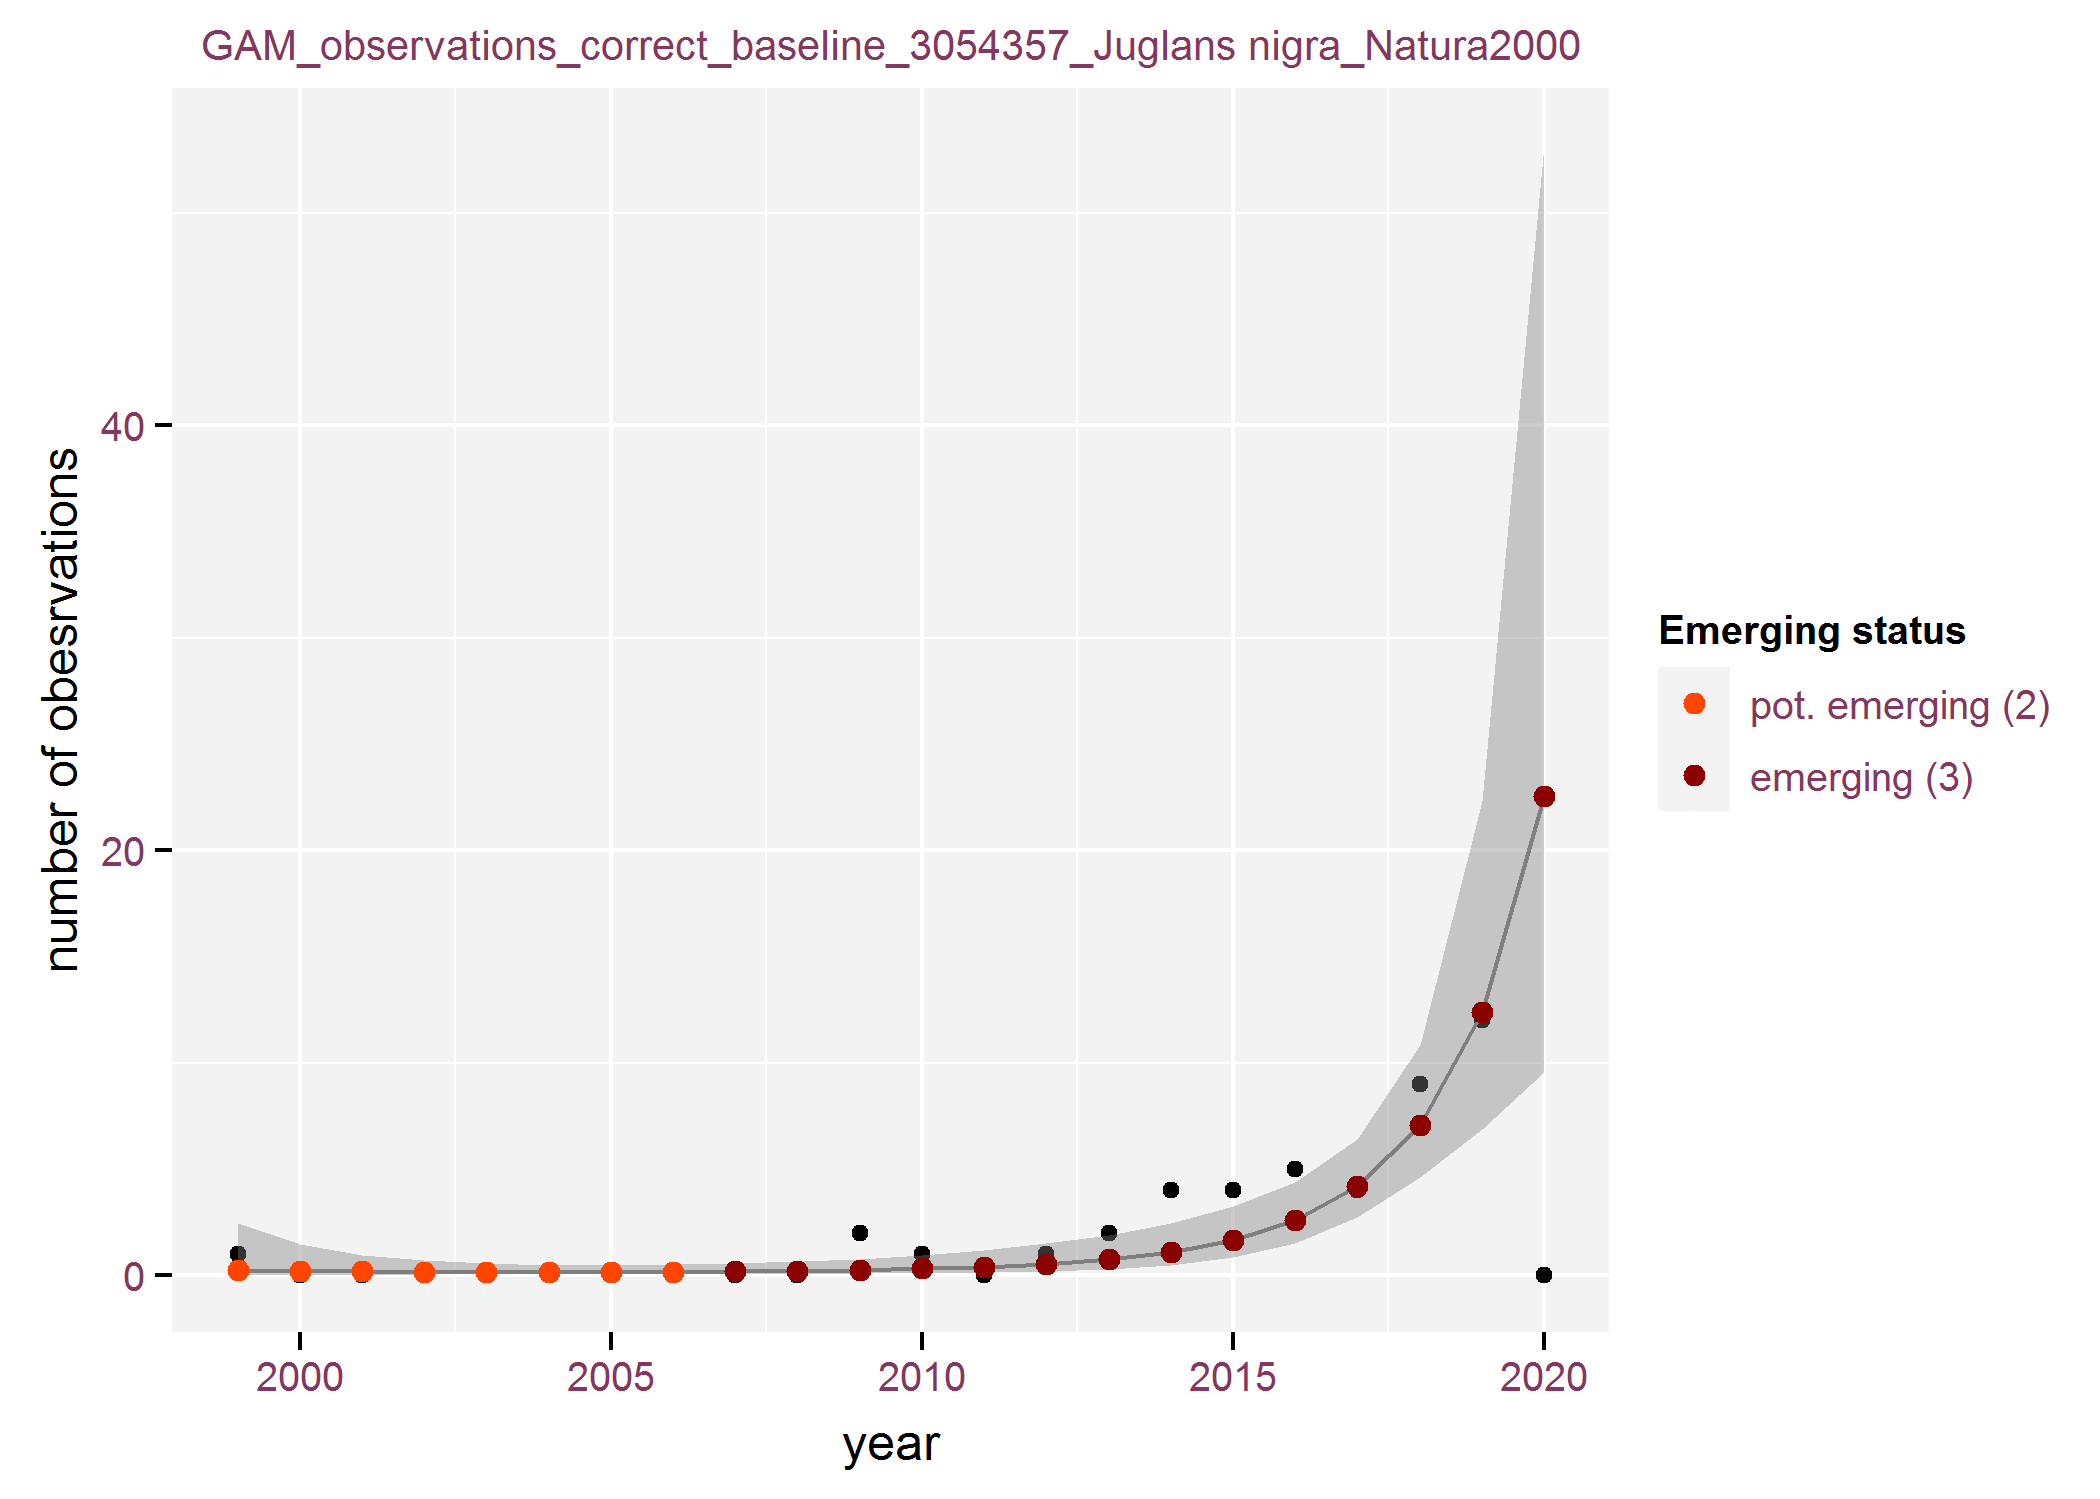 GAM_observations_correct_baseline_3054357_Juglans nigra_Natura2000
number of obesrvations
40
20
0
2000 2005 2010 2015 2020
year
Emerging status
pot. emerging (2)
emerging (3)